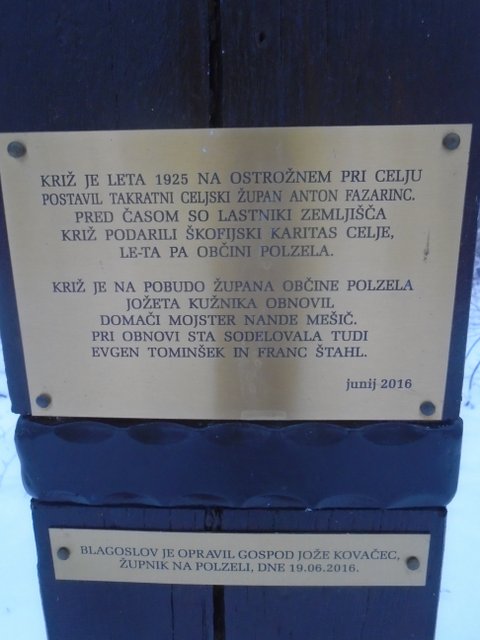 KRIŽ JE LETA 1925 NA OSTROŽNEM PRI CELJU
POSTAVIL TAKRATNI CELJSKI ŽUPAN ANTON FAZARINC.
PRED ČASOM SO LASTNIKI ZEMLJIŠČA
KRIŽ PODARILI ŠKOFIJSKI KARITAS CELJE,
LE-TA PA OBČINI POLZELA.
KRIŽ JE NA POBUDO ŽUPANA OBČINE POLZELA
JOŽETA KUŽNIKA OBNOVIL
DOMAČI MOJSTER NANDE MEŠIČ.
PRI OBNOVI STA SODELOVALA TUDI
EVGEN TOMINŠEK IN FRANC ŠTAHL.
junij 2016
BLAGOSLOV JE OPRAVIL GOSPOD JOŽE KOVAČEC,
ŽUPNIK NA POLZELI, DNE 19.06.2016.